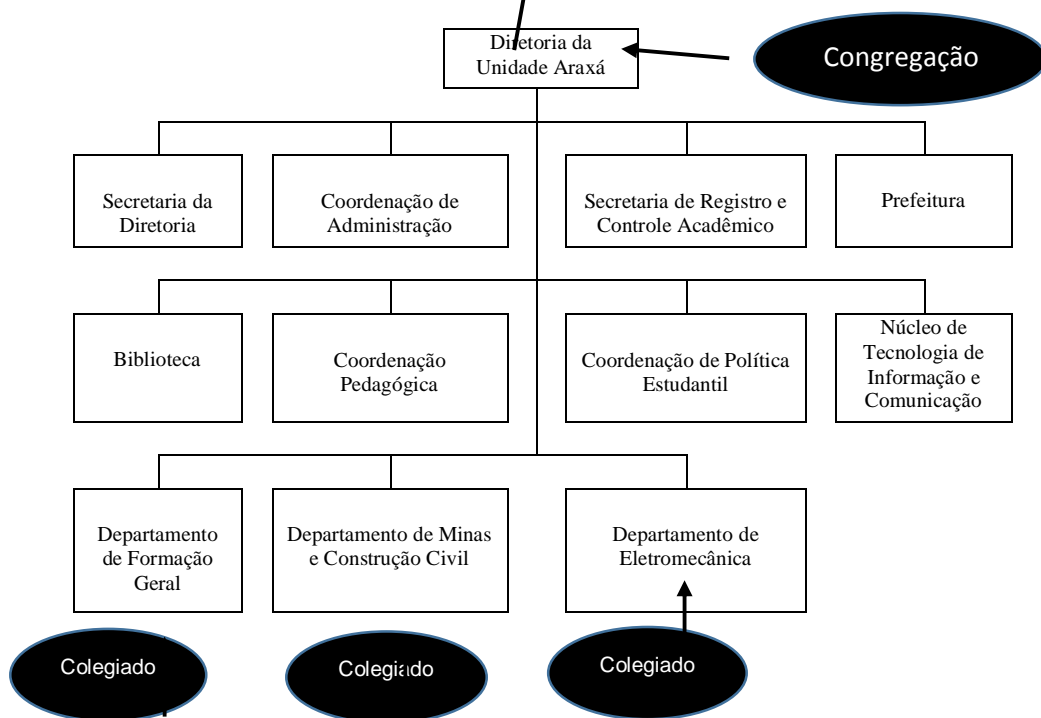 Diretoria da
Unidade Araxá
Congregação
Secretaria da
Diretoria
Coordenação de
Administração
Secretaria de Registro e
Controle Acadêmico
Prefeitura
Biblioteca
Coordenação
Pedagógica
Coordenação de Política
Estudantil
Núcleo de
Tecnologia de
Informação e
Comunicação
Departamento
de Formação
Geral
Departamento de Minas
e Construção Civil
Departamento de
Eletromecânica
Colegiado
Colegiado
Colegiado